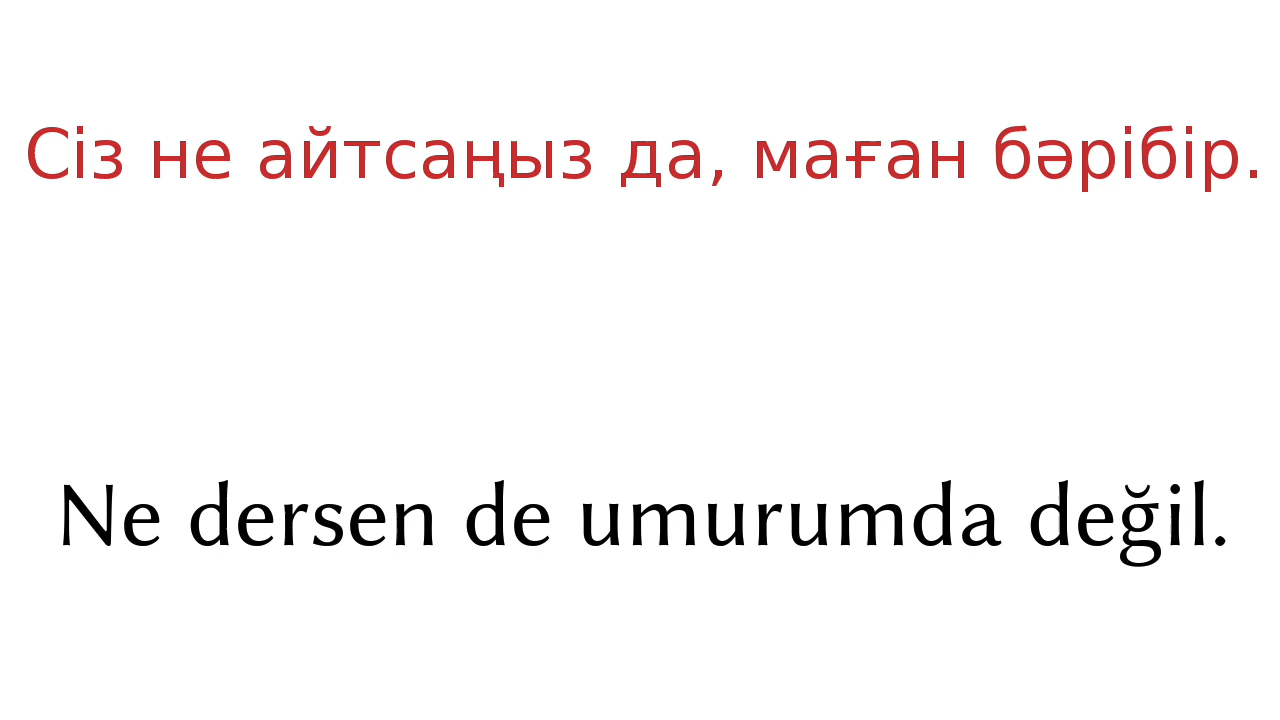 Сіз не айтсаңыз да, маған бәрібір.
Ne dersen de umurumda değil.